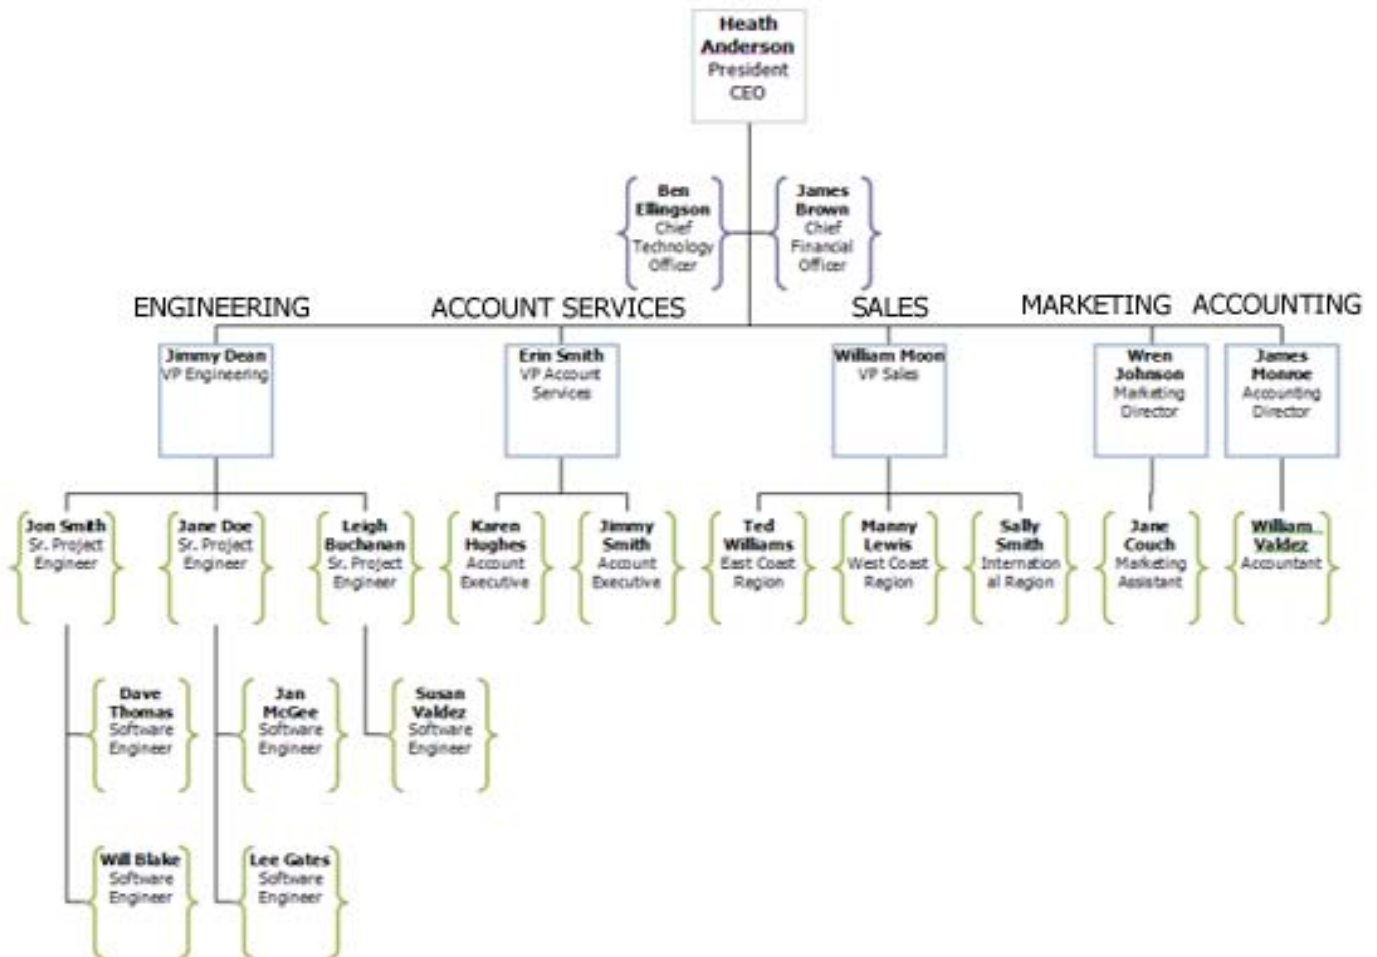 Heath
Anderson
President
CEO
Ben
Ellingson
Chief
Technology
Officer
James
Brown
Chief
Financial
Officer
ENGINEERING
ACCOUNT SERVICES
SALES
MARKETING
ACCOUNTING
Jimmy Dean
VP Engineering
Erin Smith
VP Account
Services
William Moon
VP Sales
Wren
Johnson
Marketing
Director
James
Monroe
Accounting
Director
Jon Smith
Sr. Project
Engineer
Jane Doe
Sr. Project
Engineer
Leigh
Buchanan
Sr. Project
Engineer
Karen
Hughes
Account
Executive
Jimmy
Smith
Account
Executive
Ted
Williams
East Coast
Region
Manny
Lewis
West Coast
Region
Sally
Smith
Internation
al Region
Jane
Couch
Marketing
Assistant
William
Valdez
Accountant
Dave
Thomas
Software
Engineer
Jan
McGee
Software
Engineer
Susan
Valdez
Software
Engineer
Will Blake
Software
Engineer
Lee Gates
Software
Engineer